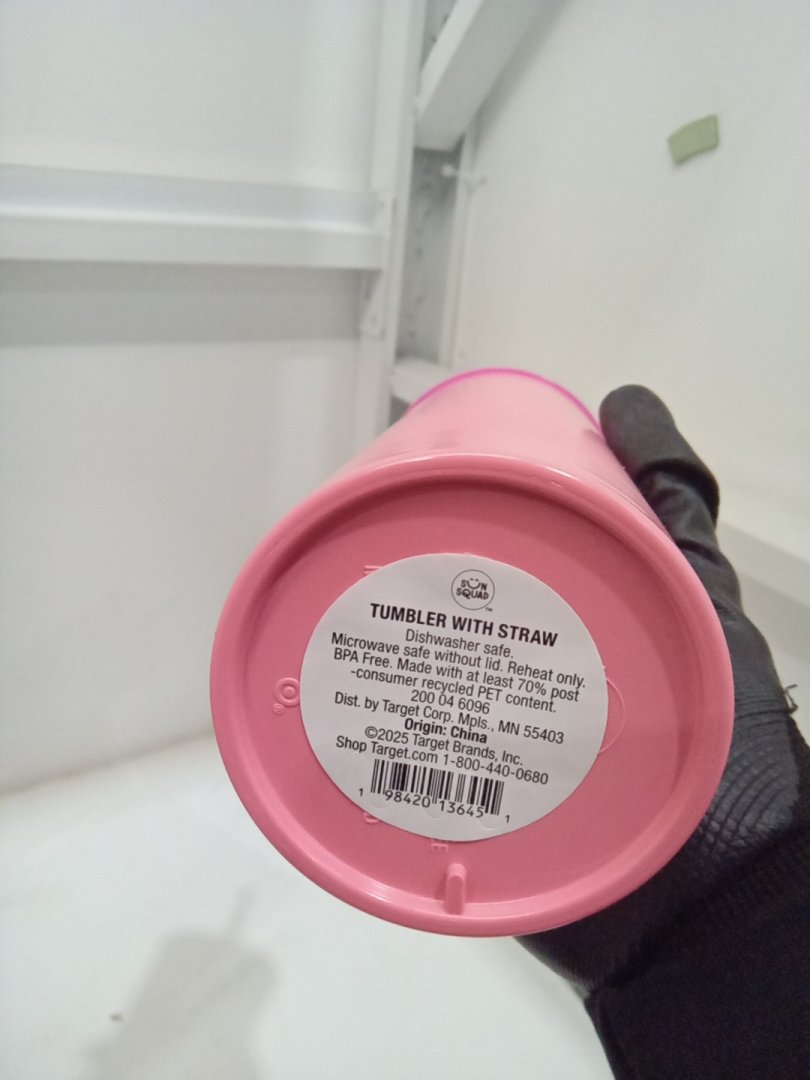 SUN
SQUAD
TM
TUMBLER WITH STRAW
Dishwasher safe.
Microwave safe without lid. Reheat only.
BPA Free. Made with at least 70% post
-consumer recycled PET content.
200 04 6096
Dist. by Target Corp. Mpls., MN 55403
Origin: China
©2025 Target Brands, Inc.
Shop Target.com 1-800-440-0680
1 98420 13645 1